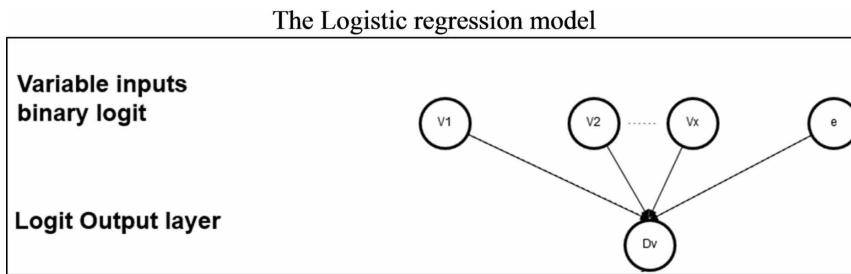 The Logistic regression model
Variable inputs
binary logit
V1
V2
Vx
e
Logit Output layer
Dv